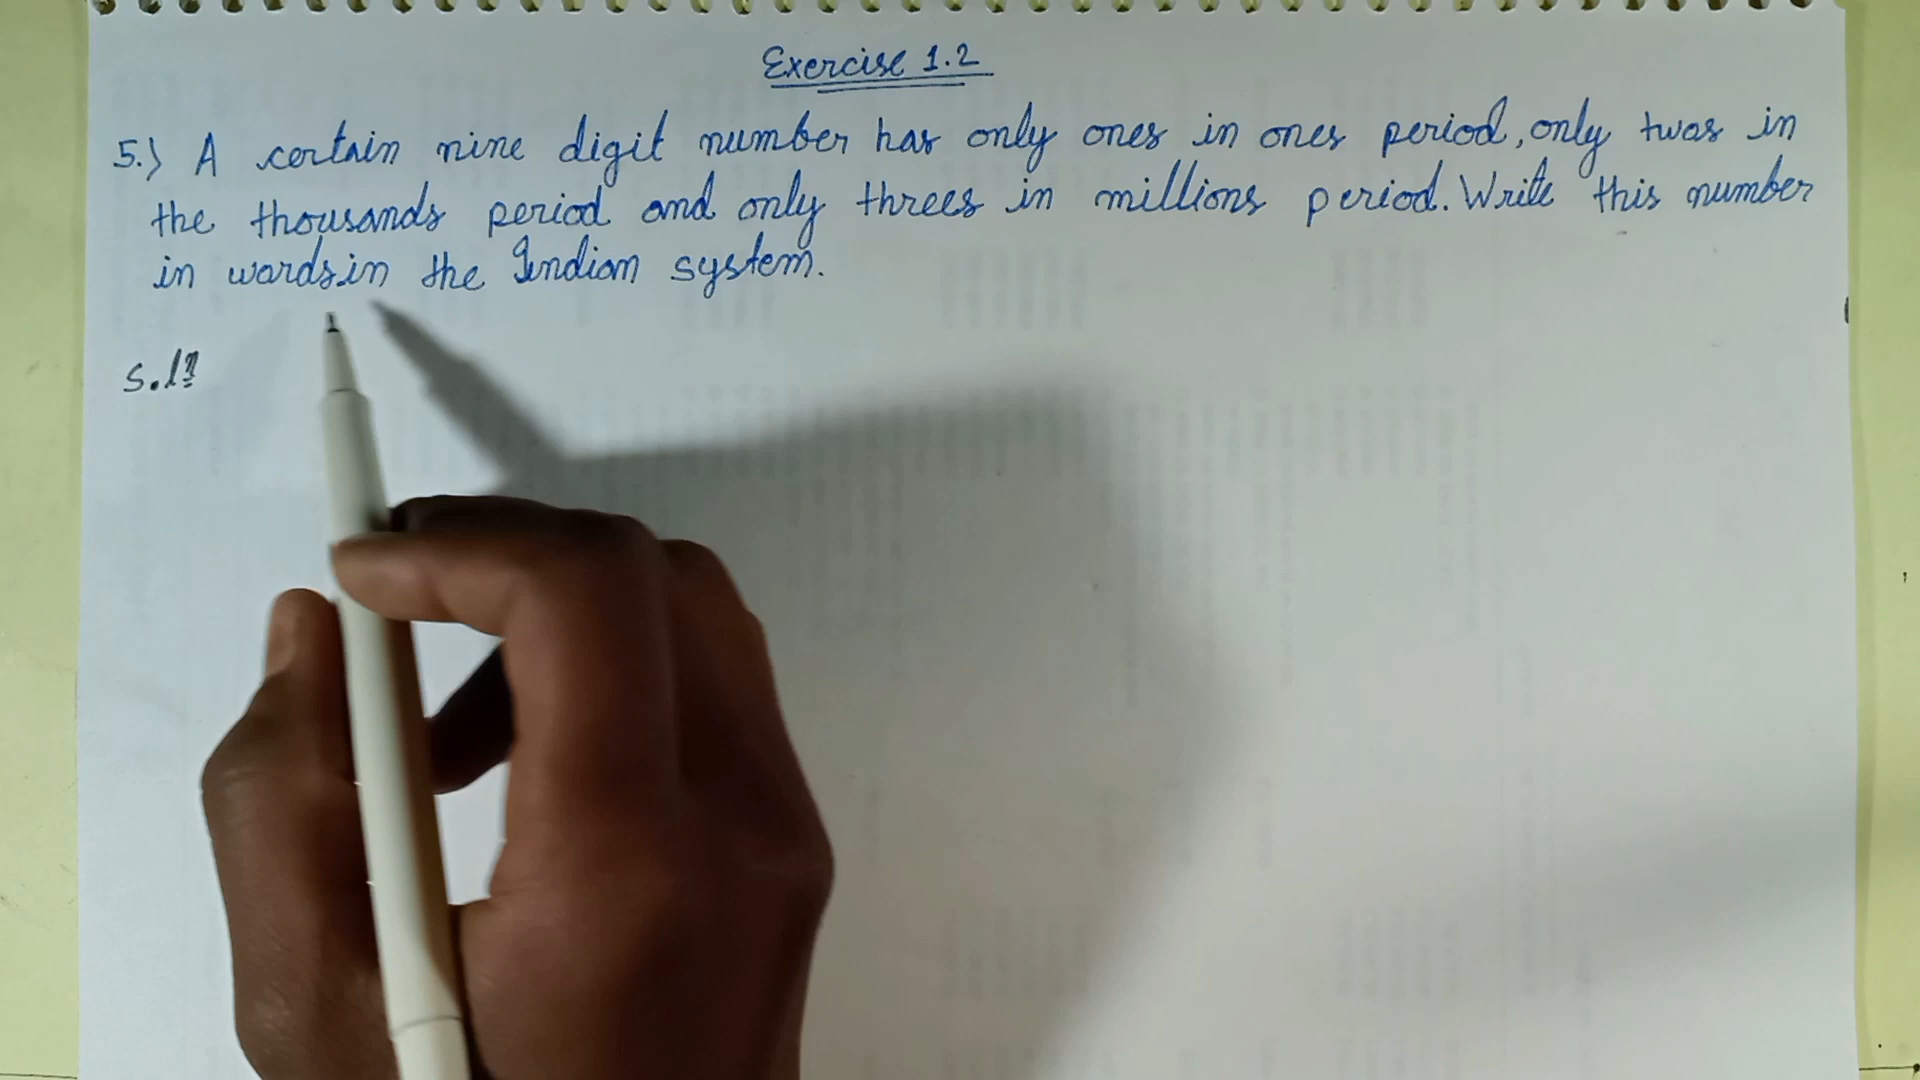 Exercise 1.2
5.) A certain nine digit number has only ones in ones period, only twos in
the thousands period and only threes in millions period. Write this number
in words in the Indian system.
Soln